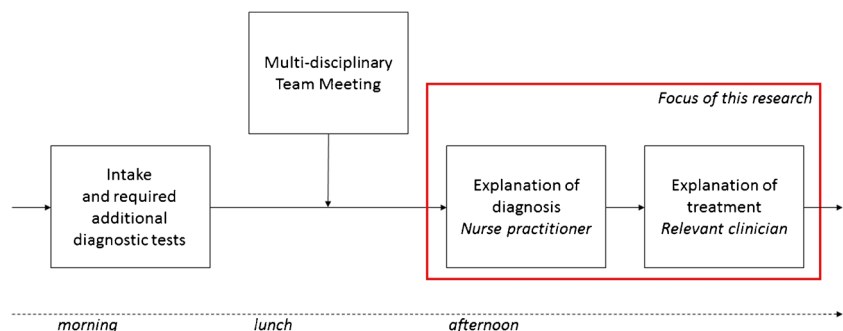 Multi-disciplinary
Team Meeting
Focus of this research
Intake
and required
additional
diagnostic tests
Explanation of
diagnosis
Nurse practitioner
Explanation of
treatment
Relevant clinician
morning
lunch
afternoon